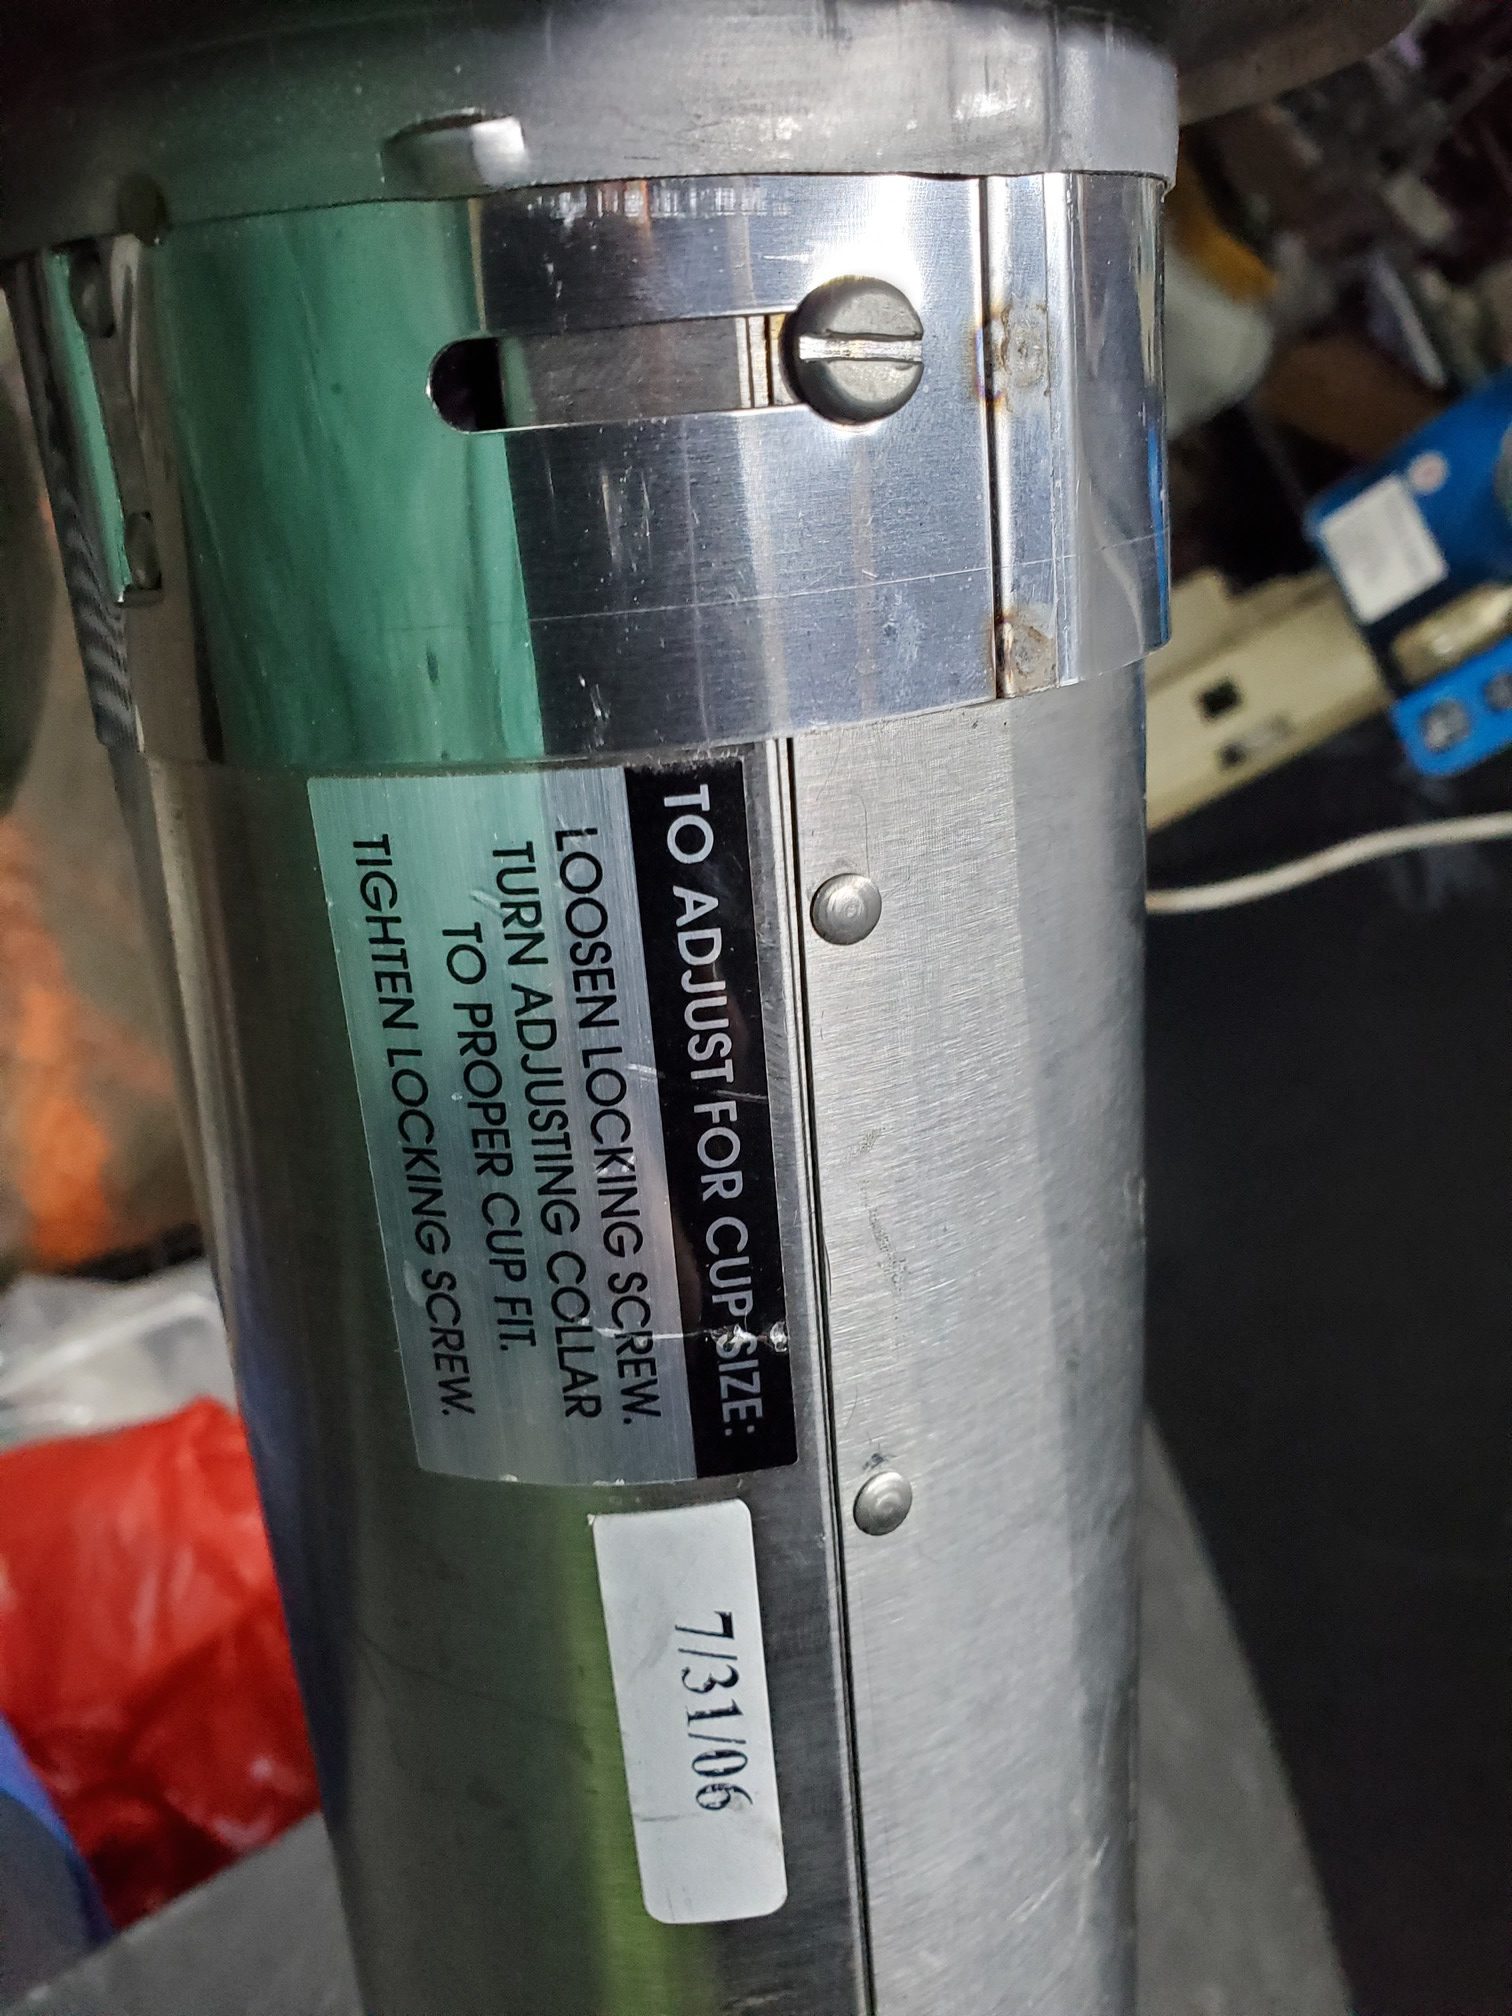 TO ADJUST FOR CUP SIZE:
LOOSEN LOCKING SCREW.
TURN ADJUSTING COLLAR
TO PROPER CUP FIT.
TIGHTEN LOCKING SCREW.
7/31/06